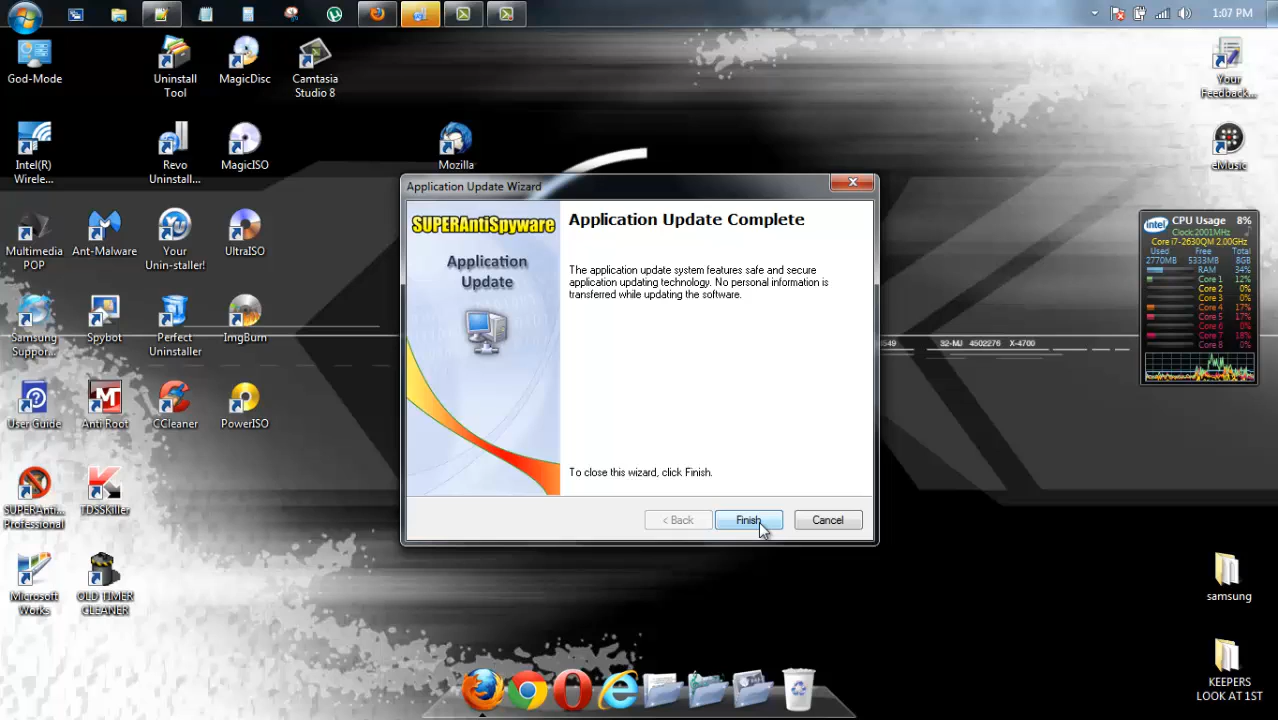 1:07 PM
God-Mode
Uninstall
Tool
MagicDisc
Camtasia
Studio 8
Your
Feedback...
Intel(R)
Wirele...
Revo
Uninstall...
MagicISO
Mozilla
eMusic
Application Update Wizard
SUPERAntiSpyware
Application
Update
Application Update Complete
The application update system features safe and secure
application updating technology. No personal information is
transferred while updating the software.
To close this wizard, click Finish.
< Back
Finish
Cancel
Multimedia
POP
Ant-Malware
Your
Unin-staller!
UltraISO
intel
CPU Usage 8%
Clock:2001MHz
Core i7-2630QM 2.00GHz
Used Free Total
2770MB 5333MB 8GB
RAM 34%
Core 1 12%
Core 2 0%
Core 3 0%
Core 4 17%
Core 5 17%
Core 6 0%
Core 7 18%
Core 8 0%
Samsung
Suppor...
Spybot
Perfect
Uninstaller
ImgBurn
549 32-MJ 4502276 X-4700
User Guide
Anti Root
CCleaner
PowerISO
SUPERAnti...
Professional
TDSSKiller
Microsoft
Works
OLD TIMER
CLEANER
samsung
KEEPERS
LOOK AT 1ST